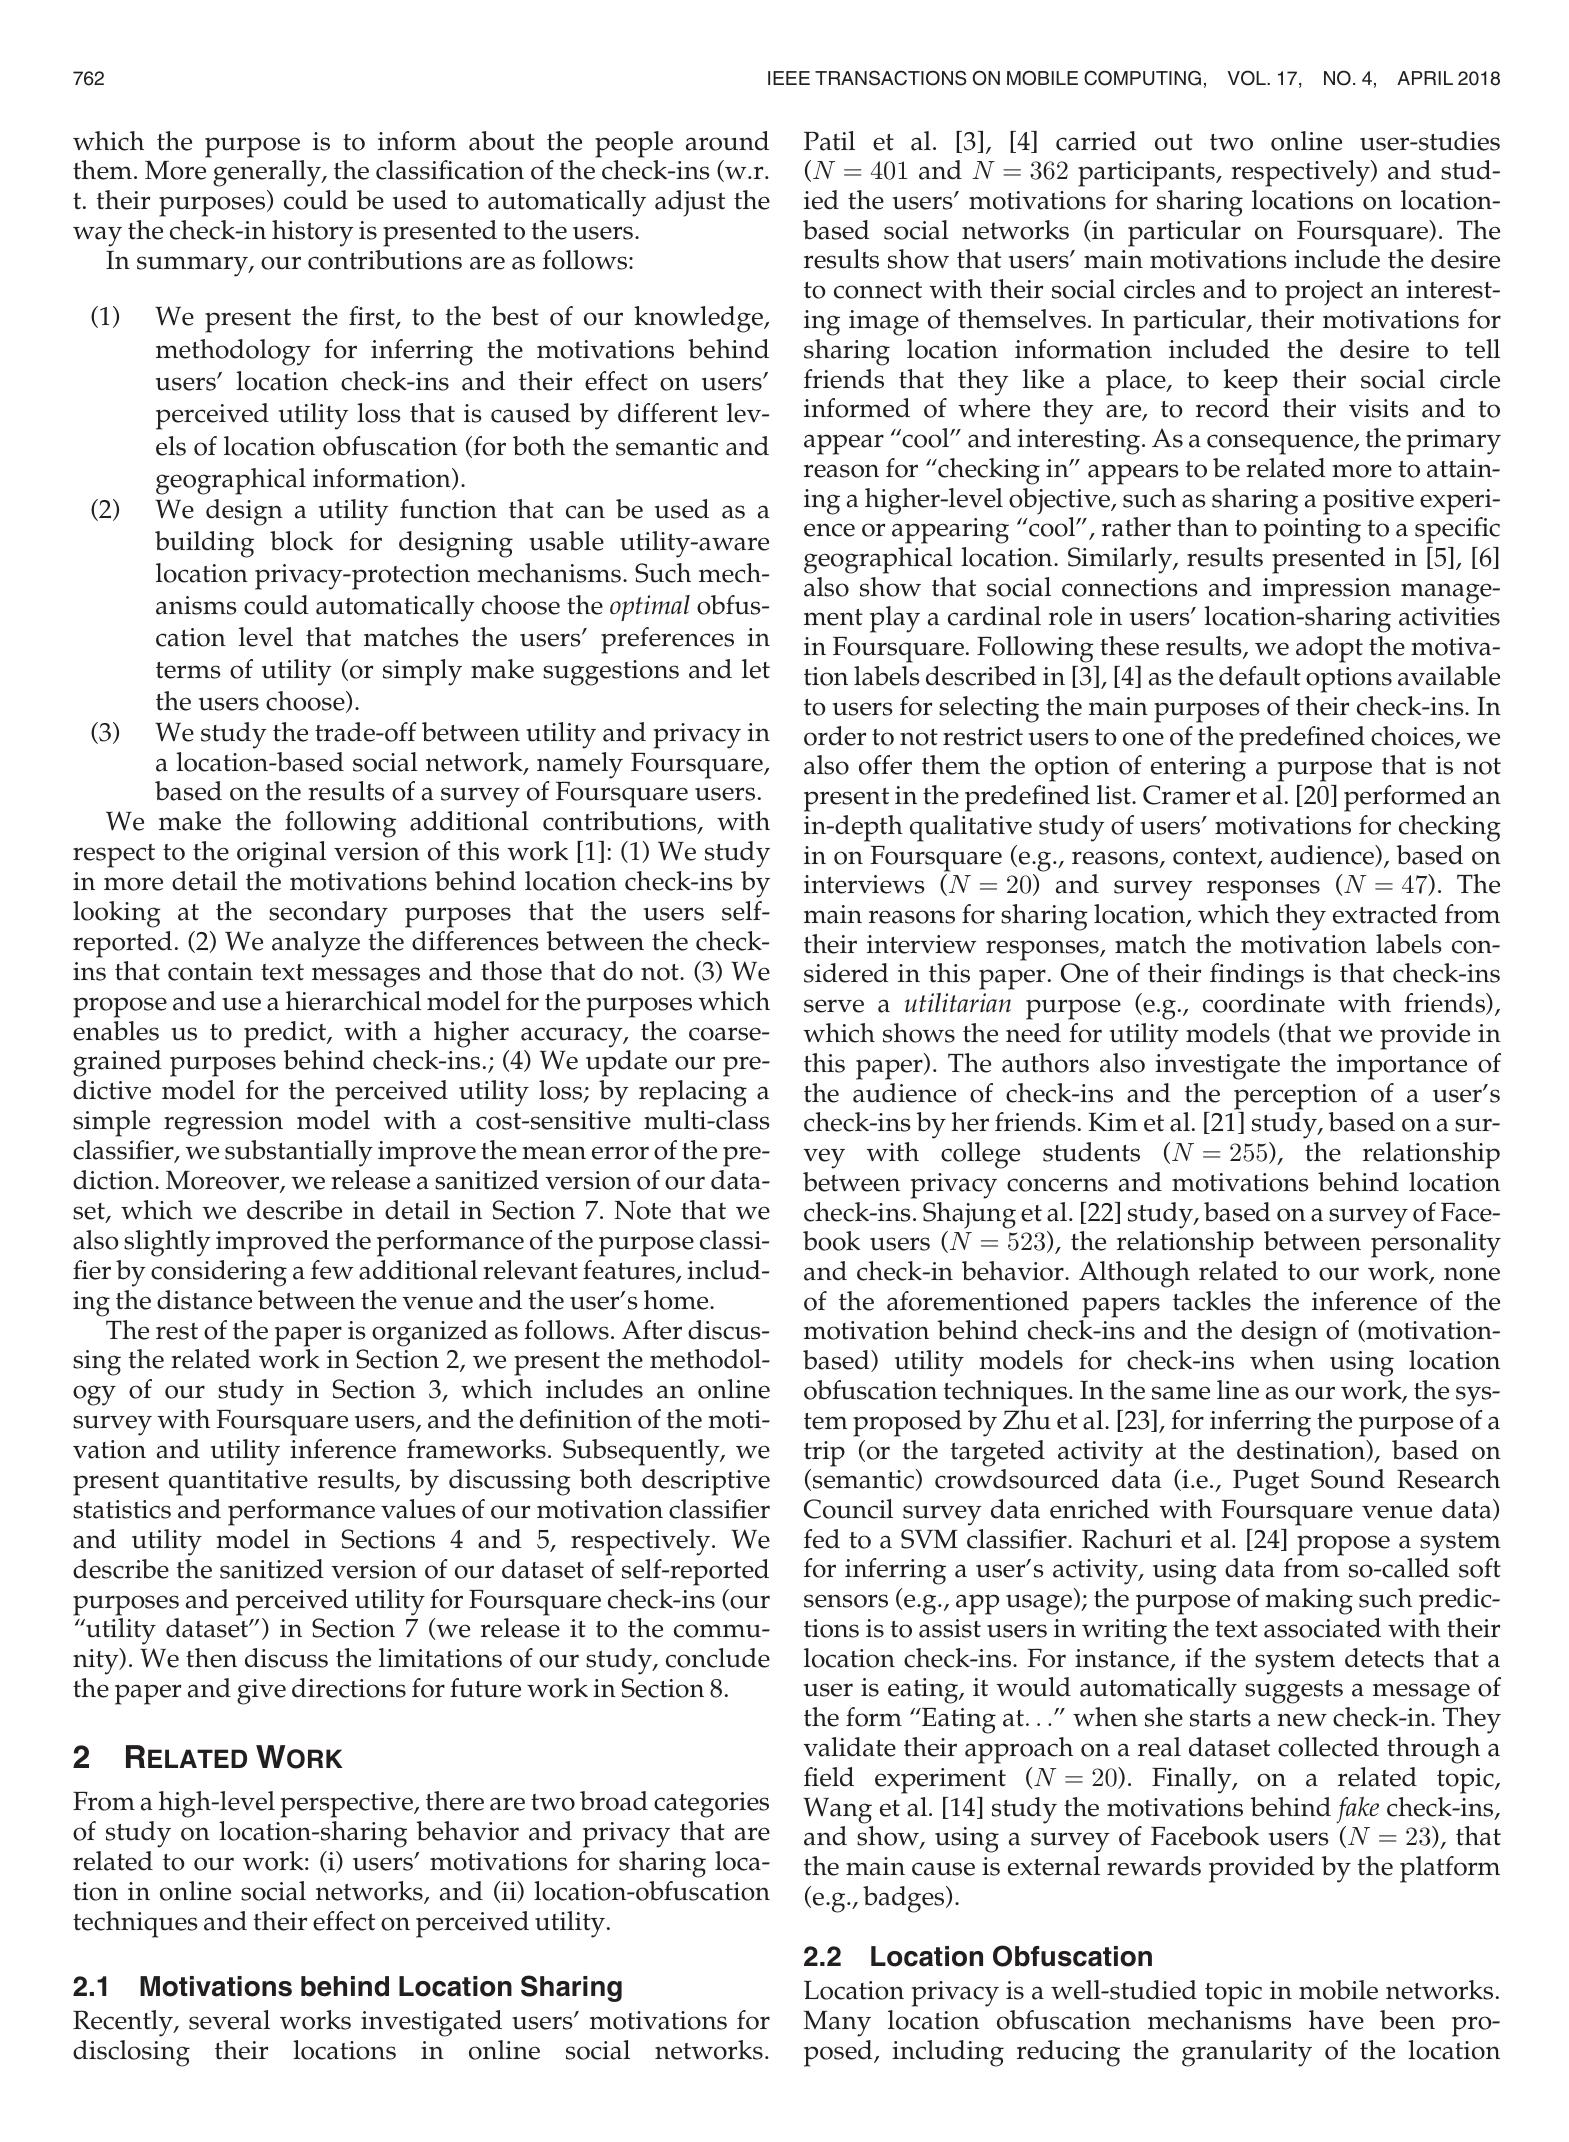 762
IEEE TRANSACTIONS ON MOBILE COMPUTING, VOL. 17, NO. 4, APRIL 2018
which the purpose is to inform about the people around
them. More generally, the classification of the check-ins (w.r.
t. their purposes) could be used to automatically adjust the
way the check-in history is presented to the users.
In summary, our contributions are as follows:
(1) We present the first, to the best of our knowledge,
methodology for inferring the motivations behind
users' location check-ins and their effect on users'
perceived utility loss that is caused by different lev-
els of location obfuscation (for both the semantic and
geographical information).
(2) We design a utility function that can be used as a
building block for designing usable utility-aware
location privacy-protection mechanisms. Such mech-
anisms could automatically choose the optimal obfus-
cation level that matches the users' preferences in
terms of utility (or simply make suggestions and let
the users choose).
(3) We study the trade-off between utility and privacy in
a location-based social network, namely Foursquare,
based on the results of a survey of Foursquare users.
We make the following additional contributions, with
respect to the original version of this work [1]: (1) We study
in more detail the motivations behind location check-ins by
looking at the secondary purposes that the users self-
reported. (2) We analyze the differences between the check-
ins that contain text messages and those that do not. (3) We
propose and use a hierarchical model for the purposes which
enables us to predict, with a higher accuracy, the coarse-
grained purposes behind check-ins.; (4) We update our pre-
dictive model for the perceived utility loss; by replacing a
simple regression model with a cost-sensitive multi-class
classifier, we substantially improve the mean error of the pre-
diction. Moreover, we release a sanitized version of our data-
set, which we describe in detail in Section 7. Note that we
also slightly improved the performance of the purpose classi-
fier by considering a few additional relevant features, includ-
ing the distance between the venue and the user's home.
The rest of the paper is organized as follows. After discus-
sing the related work in Section 2, we present the methodol-
ogy of our study in Section 3, which includes an online
survey with Foursquare users, and the definition of the moti-
vation and utility inference frameworks. Subsequently, we
present quantitative results, by discussing both descriptive
statistics and performance values of our motivation classifier
and utility model in Sections 4 and 5, respectively. We
describe the sanitized version of our dataset of self-reported
purposes and perceived utility for Foursquare check-ins (our
"utility dataset") in Section 7 (we release it to the commu-
nity). We then discuss the limitations of our study, conclude
the paper and give directions for future work in Section 8.
2 RELATED WORK
From a high-level perspective, there are two broad categories
of study on location-sharing behavior and privacy that are
related to our work: (i) users' motivations for sharing loca-
tion in online social networks, and (ii) location-obfuscation
techniques and their effect on perceived utility.
2.1 Motivations behind Location Sharing
Recently, several works investigated users' motivations for
disclosing their locations in online social networks.
Patil et al. [3], [4] carried out two online user-studies
(N = 401 and N = 362 participants, respectively) and stud-
ied the users' motivations for sharing locations on location-
based social networks (in particular on Foursquare). The
results show that users' main motivations include the desire
to connect with their social circles and to project an interest-
ing image of themselves. In particular, their motivations for
sharing location information included the desire to tell
friends that they like a place, to keep their social circle
informed of where they are, to record their visits and to
appear "cool" and interesting. As a consequence, the primary
reason for "checking in" appears to be related more to attain-
ing a higher-level objective, such as sharing a positive experi-
ence or appearing "cool", rather than to pointing to a specific
geographical location. Similarly, results presented in [5], [6]
also show that social connections and impression manage-
ment play a cardinal role in users' location-sharing activities
in Foursquare. Following these results, we adopt the motiva-
tion labels described in [3], [4] as the default options available
to users for selecting the main purposes of their check-ins. In
order to not restrict users to one of the predefined choices, we
also offer them the option of entering a purpose that is not
present in the predefined list. Cramer et al. [20] performed an
in-depth qualitative study of users' motivations for checking
in on Foursquare (e.g., reasons, context, audience), based on
interviews (N = 20) and survey responses (N = 47). The
main reasons for sharing location, which they extracted from
their interview responses, match the motivation labels con-
sidered in this paper. One of their findings is that check-ins
serve a utilitarian purpose (e.g., coordinate with friends),
which shows the need for utility models (that we provide in
this paper). The authors also investigate the importance of
the audience of check-ins and the perception of a user's
check-ins by her friends. Kim et al. [21] study, based on a sur-
vey with college students (N = 255), the relationship
between privacy concerns and motivations behind location
check-ins. Shajung et al. [22] study, based on a survey of Face-
book users (N = 523), the relationship between personality
and check-in behavior. Although related to our work, none
of the aforementioned papers tackles the inference of the
motivation behind check-ins and the design of (motivation-
based) utility models for check-ins when using location
obfuscation techniques. In the same line as our work, the sys-
tem proposed by Zhu et al. [23], for inferring the purpose of a
trip (or the targeted activity at the destination), based on
(semantic) crowdsourced data (i.e., Puget Sound Research
Council survey data enriched with Foursquare venue data)
fed to a SVM classifier. Rachuri et al. [24] propose a system
for inferring a user's activity, using data from so-called soft
sensors (e.g., app usage); the purpose of making such predic-
tions is to assist users in writing the text associated with their
location check-ins. For instance, if the system detects that a
user is eating, it would automatically suggests a message of
the form "Eating at..." when she starts a new check-in. They
validate their approach on a real dataset collected through a
field experiment (N = 20). Finally, on a related topic,
Wang et al. [14] study the motivations behind fake check-ins,
and show, using a survey of Facebook users (N = 23), that
the main cause is external rewards provided by the platform
(e.g., badges).
2.2 Location Obfuscation
Location privacy is a well-studied topic in mobile networks.
Many location obfuscation mechanisms have been pro-
posed, including reducing the granularity of the location